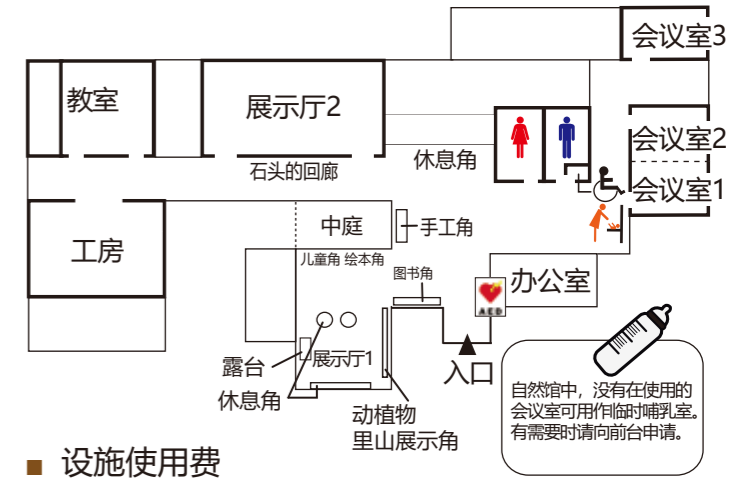 会议室3
教室
展示厅2
会议室2
休息角
石头的回廊
会议室1
中庭
手工角
工房
儿童角 绘本角
图书角
办公室
AED
展示厅1
露台
入口
休息角
动植物
里山展示角
自然馆中，没有在使用的
会议室可用作临时哺乳室。
有需要时请向前台申请。
■ 设施使用费